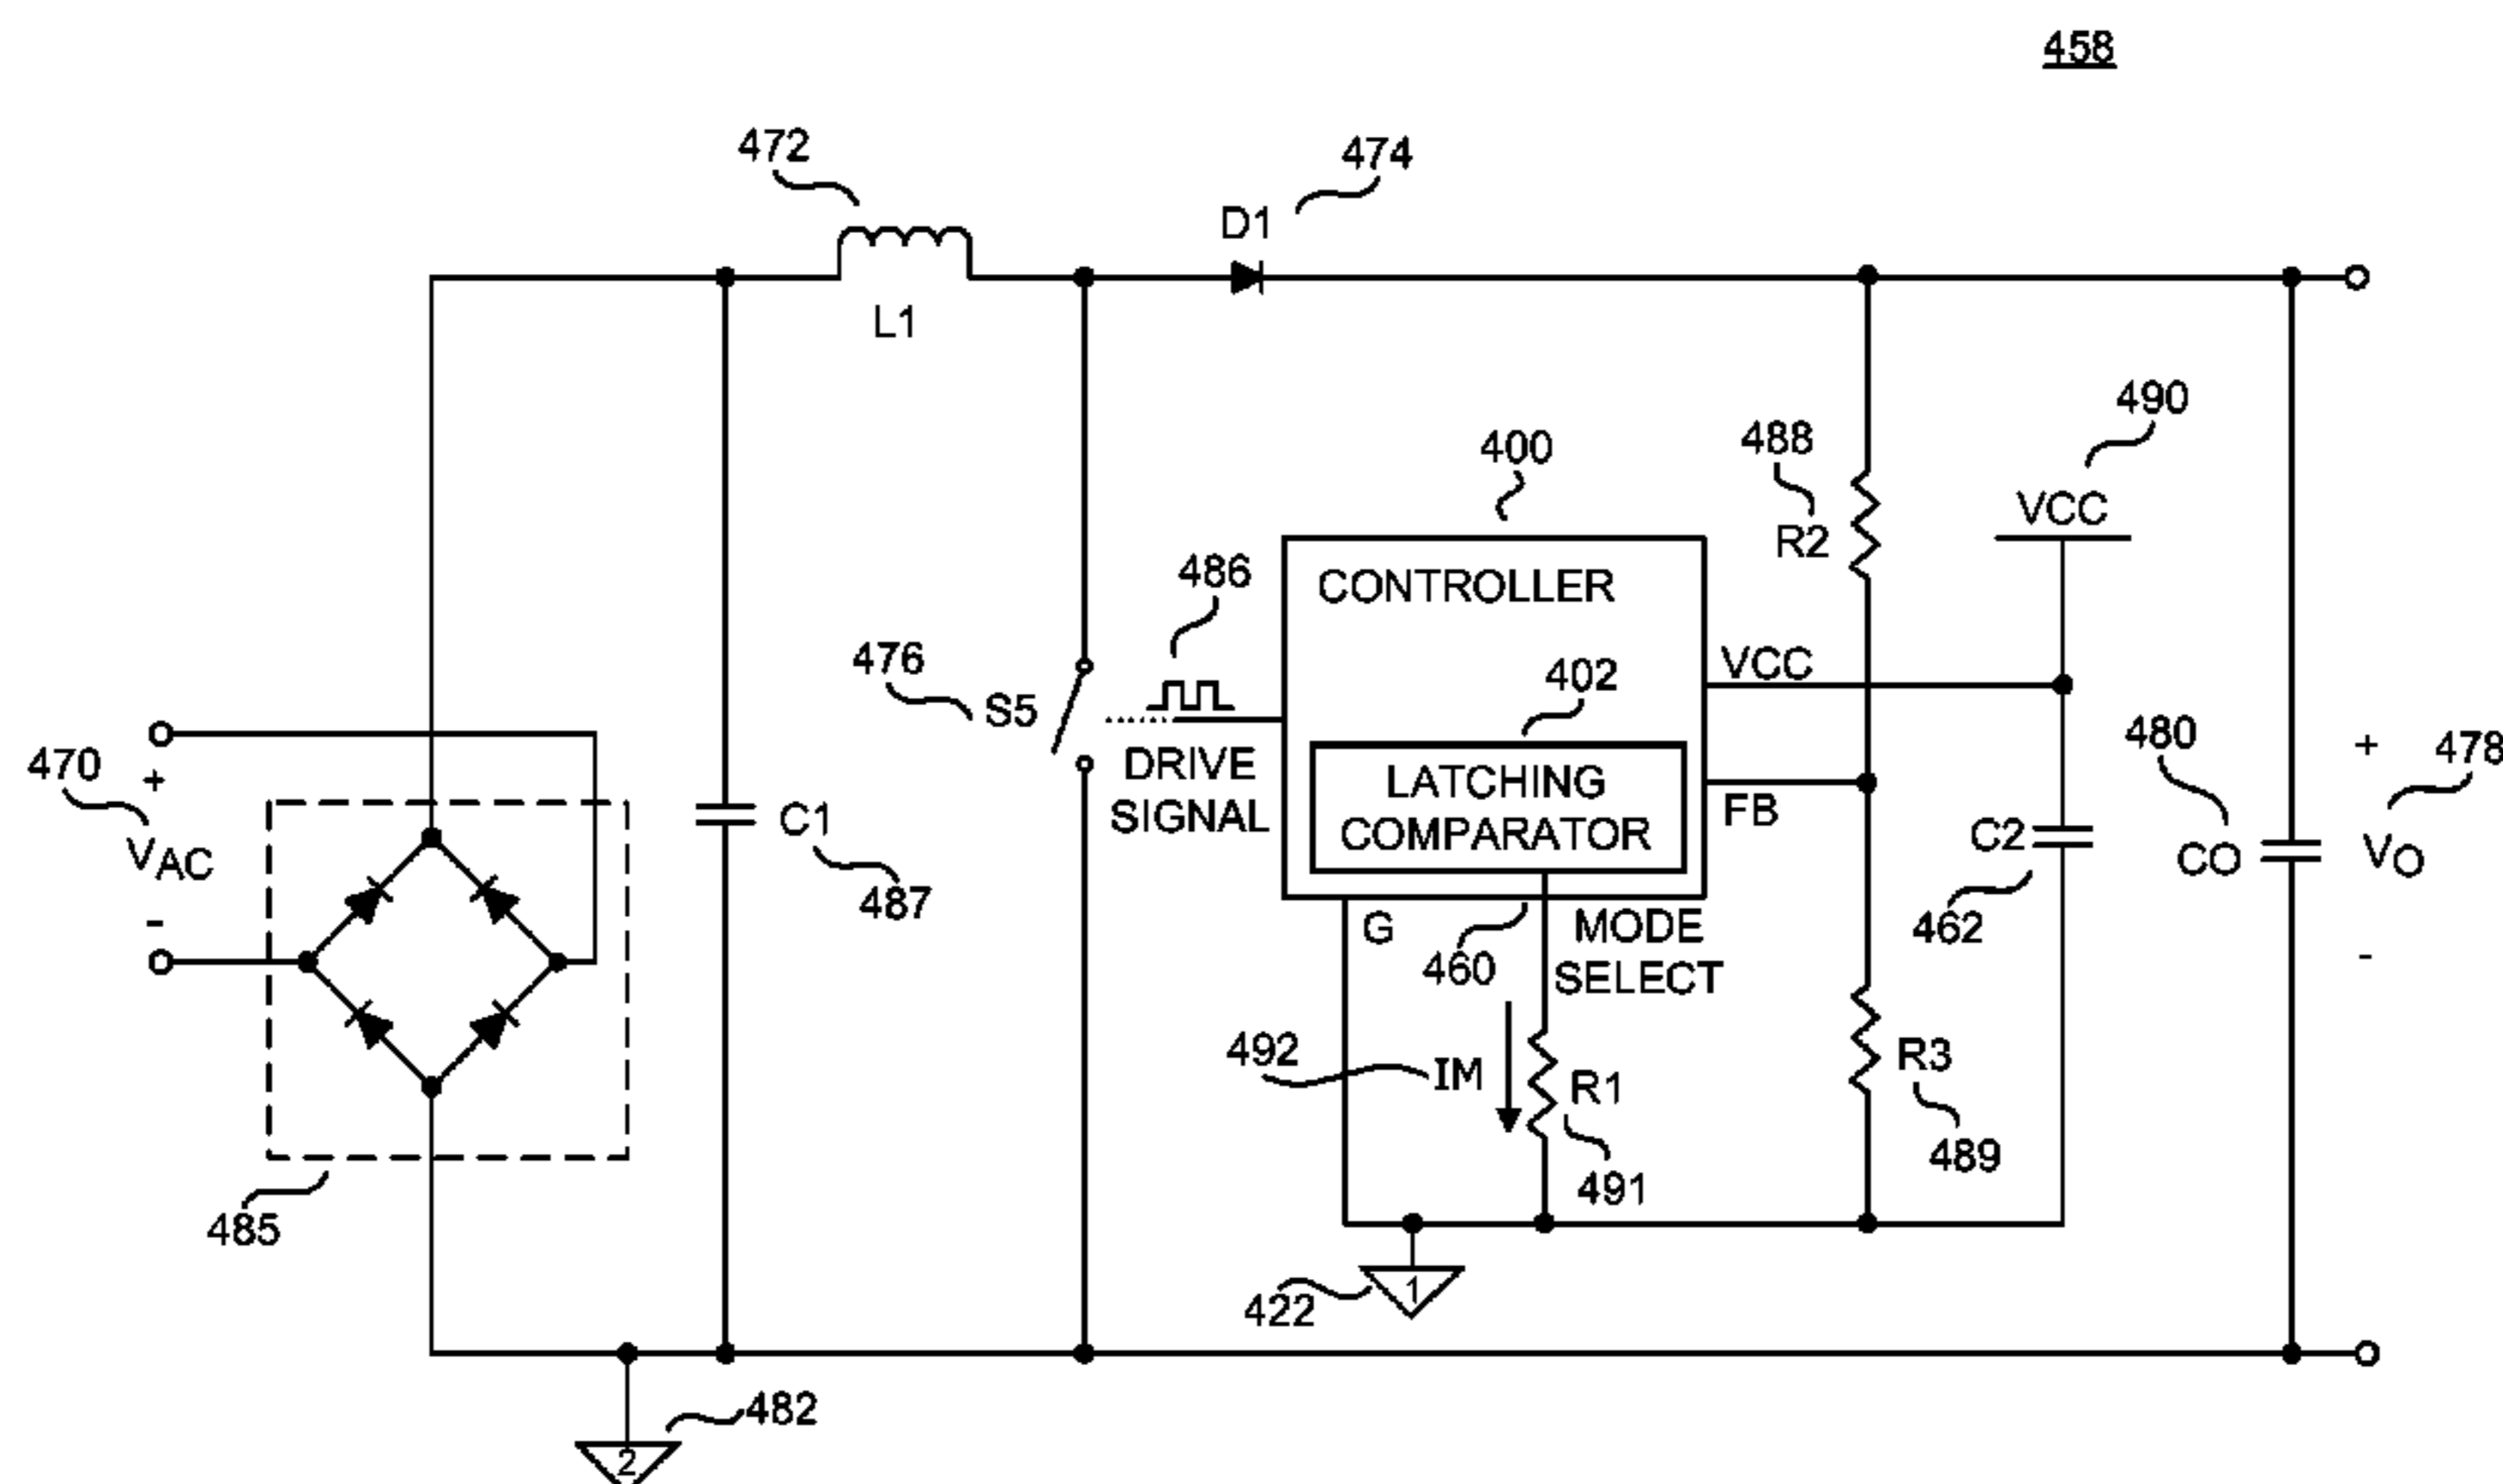 458
472
474
D1
L1
490
488
400
VCC
R2
486
CONTROLLER
476
VCC
402
S5
480
478
470
+
DRIVE
SIGNAL
LATCHING
COMPARATOR
FB
C1
C2
CO
+
VO
VAC
487
-
G
MODE
SELECT
462
460
-
492
IM
R1
R3
491
489
485
1
422
482
2